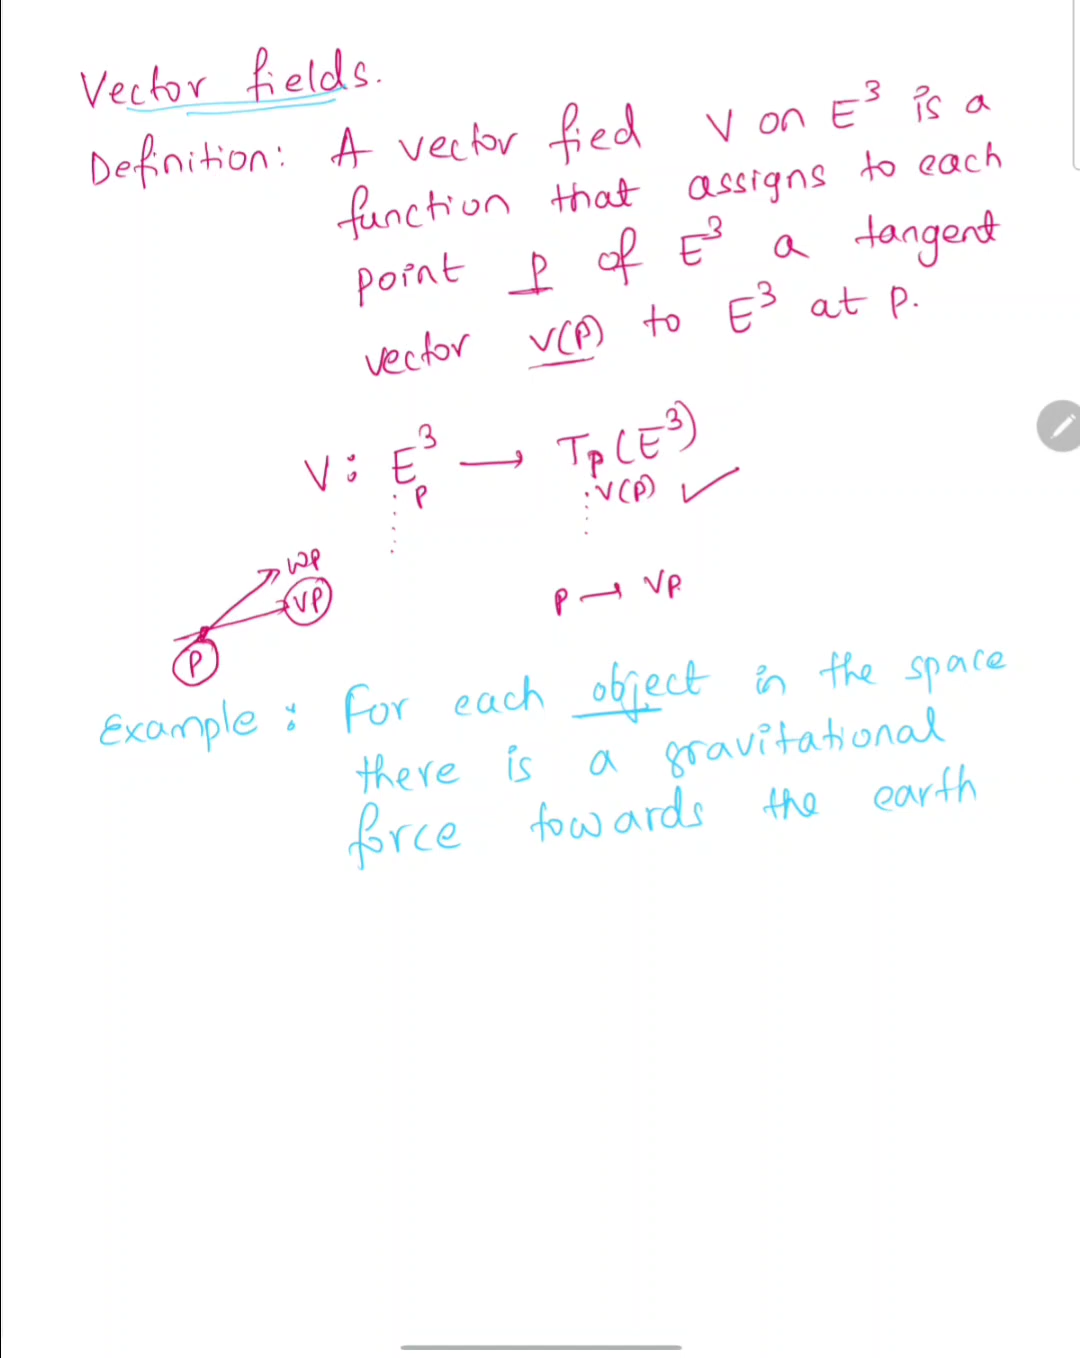 Vector fields.
Definition: A vector fied V on E³ is a
function that assigns to each
point p of E³ a tangent
vector V(P) to E³ at p.
V : E³ → Tp(E³)
P V(P) ✓
WP
VP
P → VP
P
Example : For each object in the space
there is a gravitational
force towards the earth